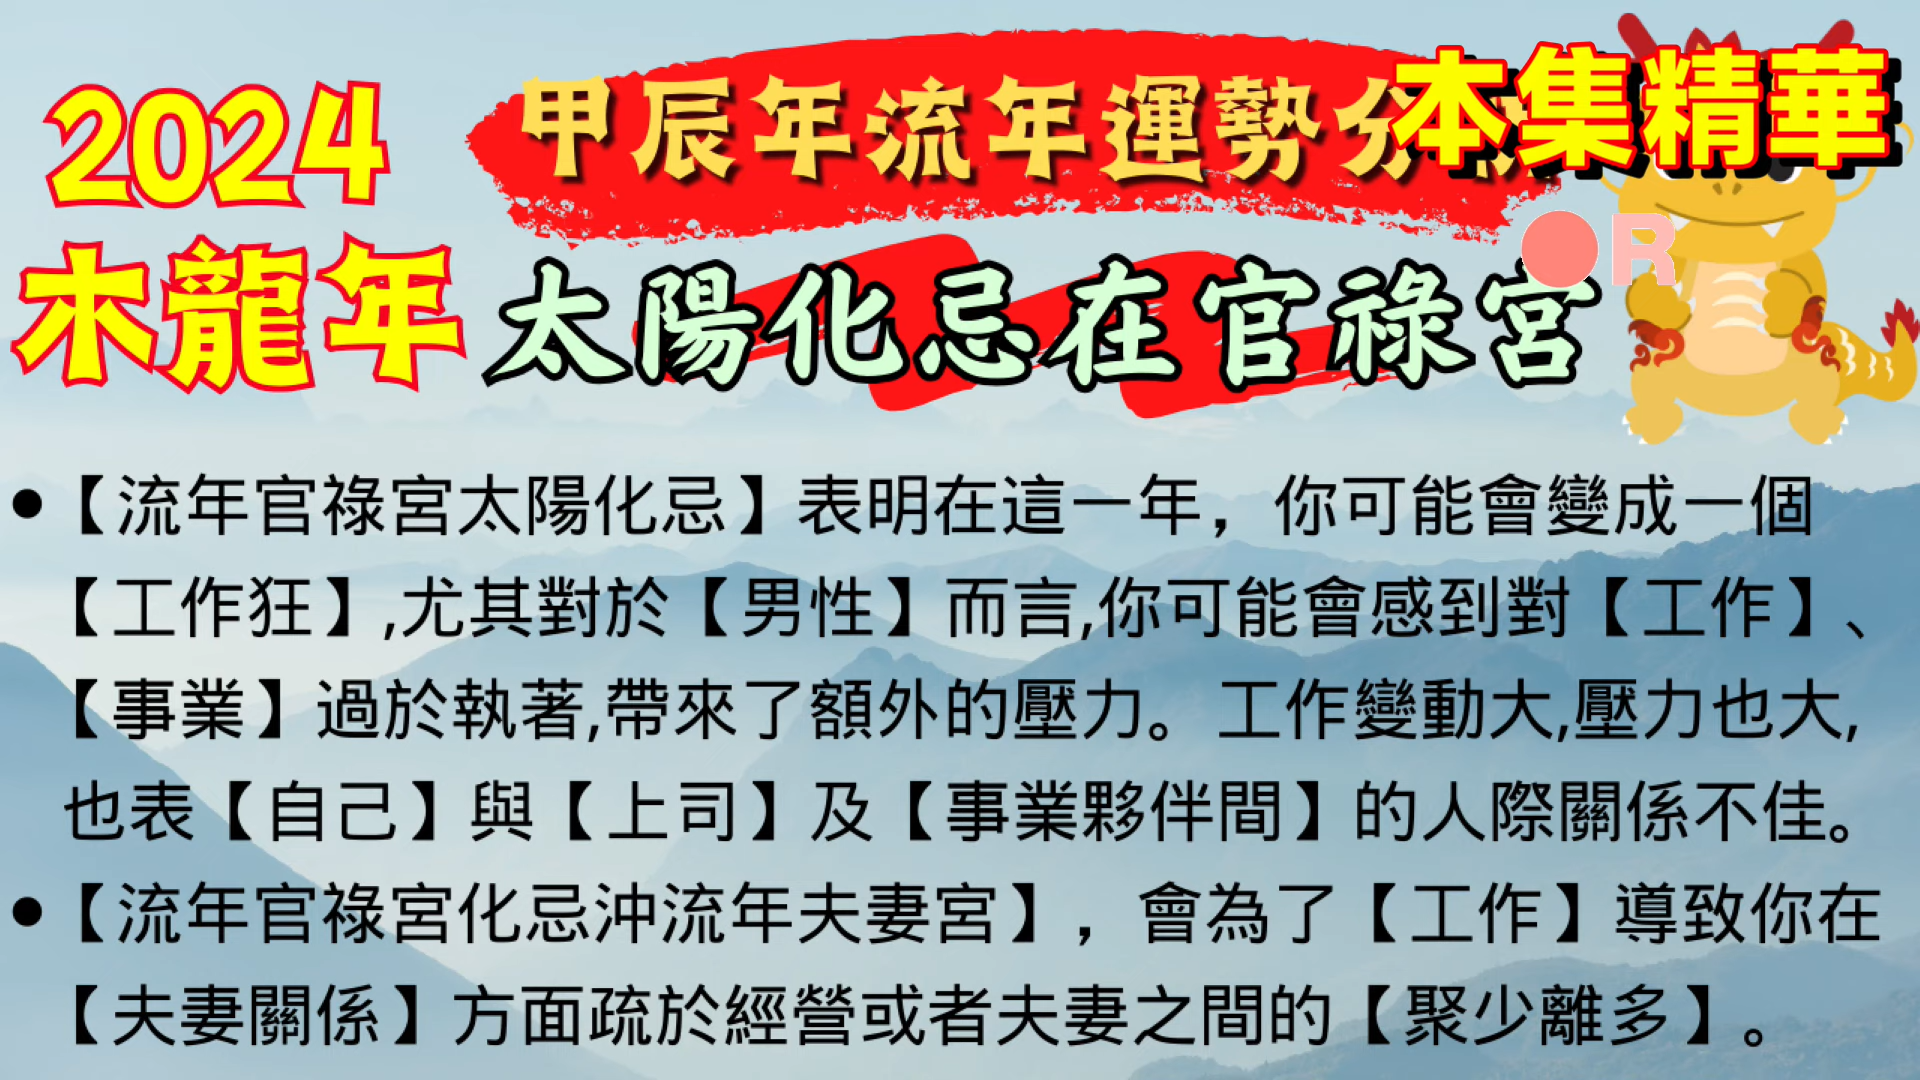 2024
木龍年
甲辰年流年運勢分
本集精華
R
太陽化忌在官祿宮
•【流年官祿宮太陽化忌】表明在這一年，你可能會變成一個
【工作狂】,尤其對於【男性】而言,你可能會感到對【工作】、
【事業】過於執著,帶來了額外的壓力。工作變動大,壓力也大,
也表【自己】與【上司】及【事業夥伴間】的人際關係不佳。
•【流年官祿宮化忌沖流年夫妻宮】，會為了【工作】導致你在
【夫妻關係】方面疏於經營或者夫妻之間的【聚少離多】。